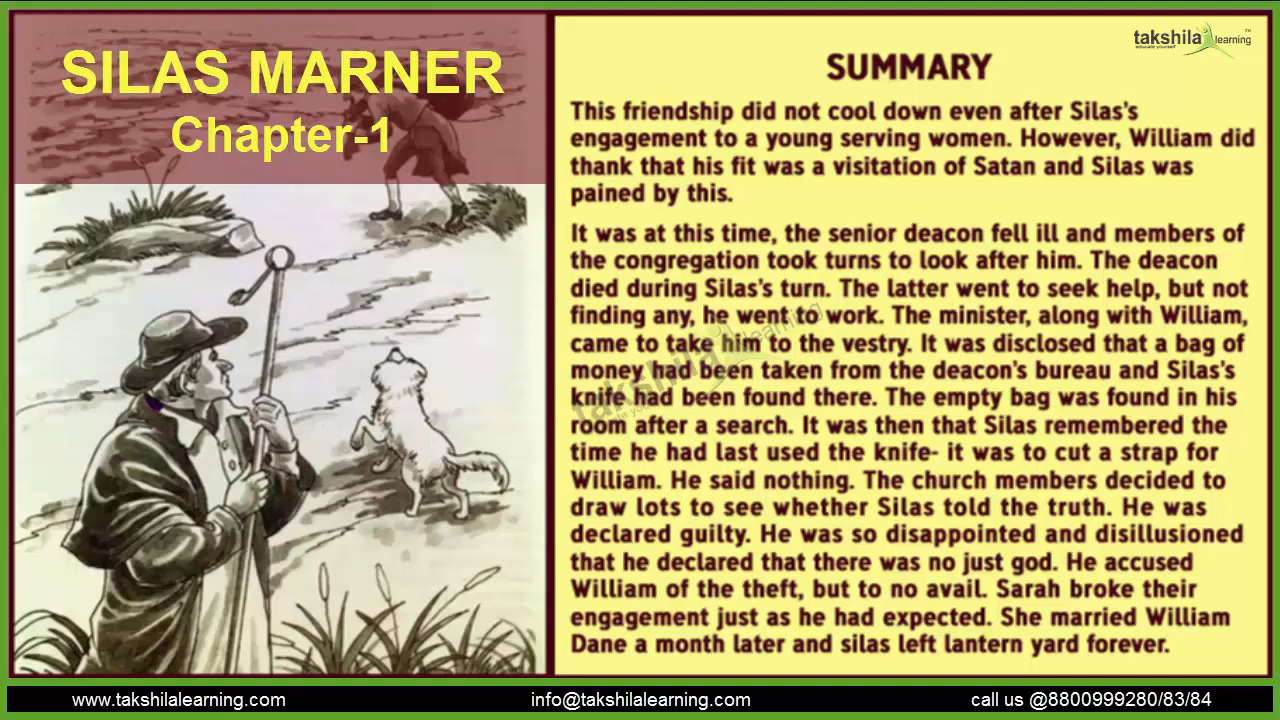 SILAS MARNER
Chapter-1
takshila learning
educate yourself
SUMMARY
This friendship did not cool down even after Silas's
engagement to a young serving women. However, William did
thank that his fit was a visitation of Satan and Silas was
pained by this.
It was at this time, the senior deacon fell ill and members of
the congregation took turns to look after him. The deacon
died during Silas's turn. The latter went to seek help, but not
finding any, he went to work. The minister, along with William,
came to take him to the vestry. It was disclosed that a bag of
money had been taken from the deacon's bureau and Silas's
knife had been found there. The empty bag was found in his
room after a search. It was then that Silas remembered the
time he had last used the knife- it was to cut a strap for
William. He said nothing. The church members decided to
draw lots to see whether Silas told the truth. He was
declared guilty. He was so disappointed and disillusioned
that he declared that there was no just god. He accused
William of the theft, but to no avail. Sarah broke their
engagement just as he had expected. She married William
Dane a month later and silas left lantern yard forever.
takshila learning
www.takshilalearning.com info@takshilalearning.com call us @8800999280/83/84